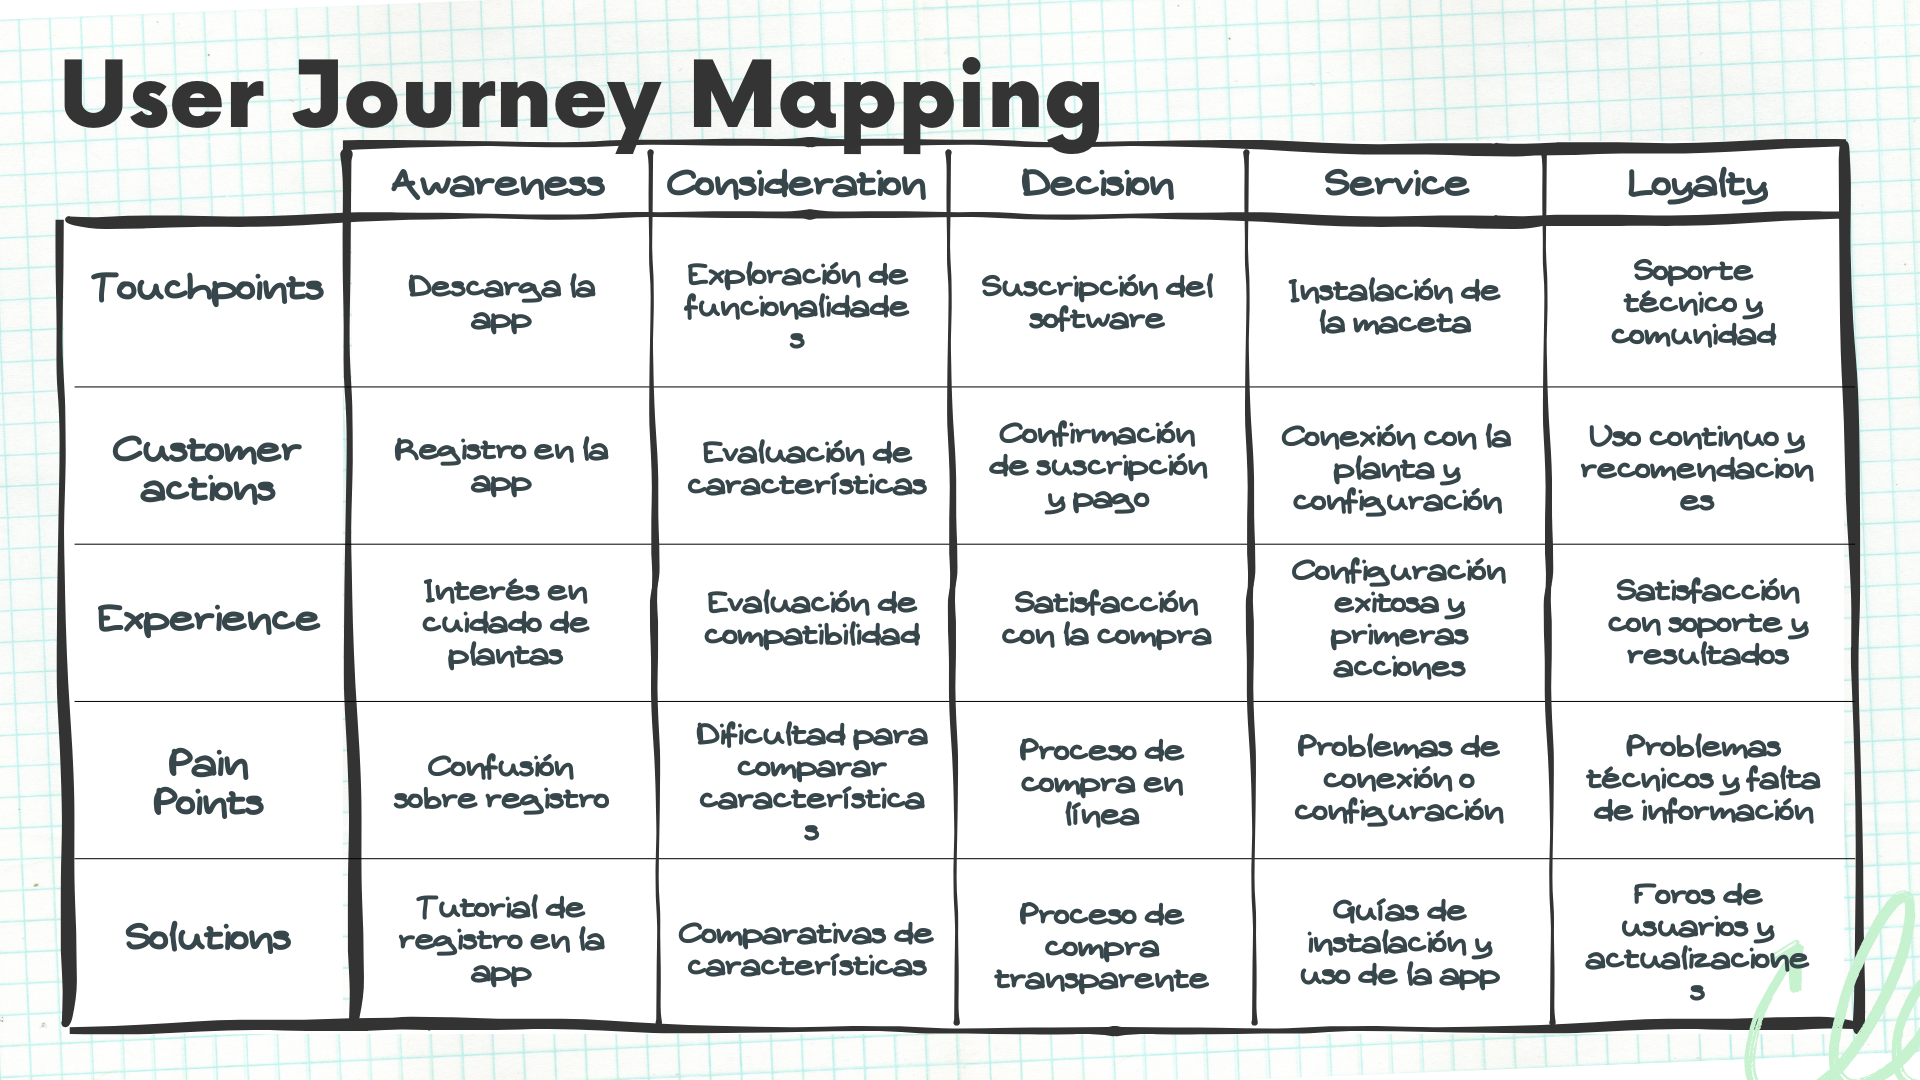 User Journey Mapping
Awareness
Consideration
Decision
Service
Loyalty
Touchpoints
Descarga la
app
Exploración de
funcionalidade
s
Suscripción del
software
Instalación de
la maceta
Soporte
técnico y
comunidad
Customer
actions
Registro en la
app
Evaluación de
características
Confirmación
de suscripción
y pago
Conexión con la
planta y
configuración
Uso continuo y
recomendacion
es
Experience
Interés en
cuidado de
plantas
Evaluación de
compatibilidad
Satisfacción
con la compra
Configuración
exitosa y
primeras
acciones
Satisfacción
con soporte y
resultados
Pain
Points
Confusión
sobre registro
Dificultad para
comparar
característica
s
Proceso de
compra en
línea
Problemas de
conexión o
configuración
Problemas
técnicos y falta
de información
Solutions
Tutorial de
registro en la
app
Comparativas de
características
Proceso de
compra
transparente
Guías de
instalación y
uso de la app
Foros de
usuarios y
actualizacione
s